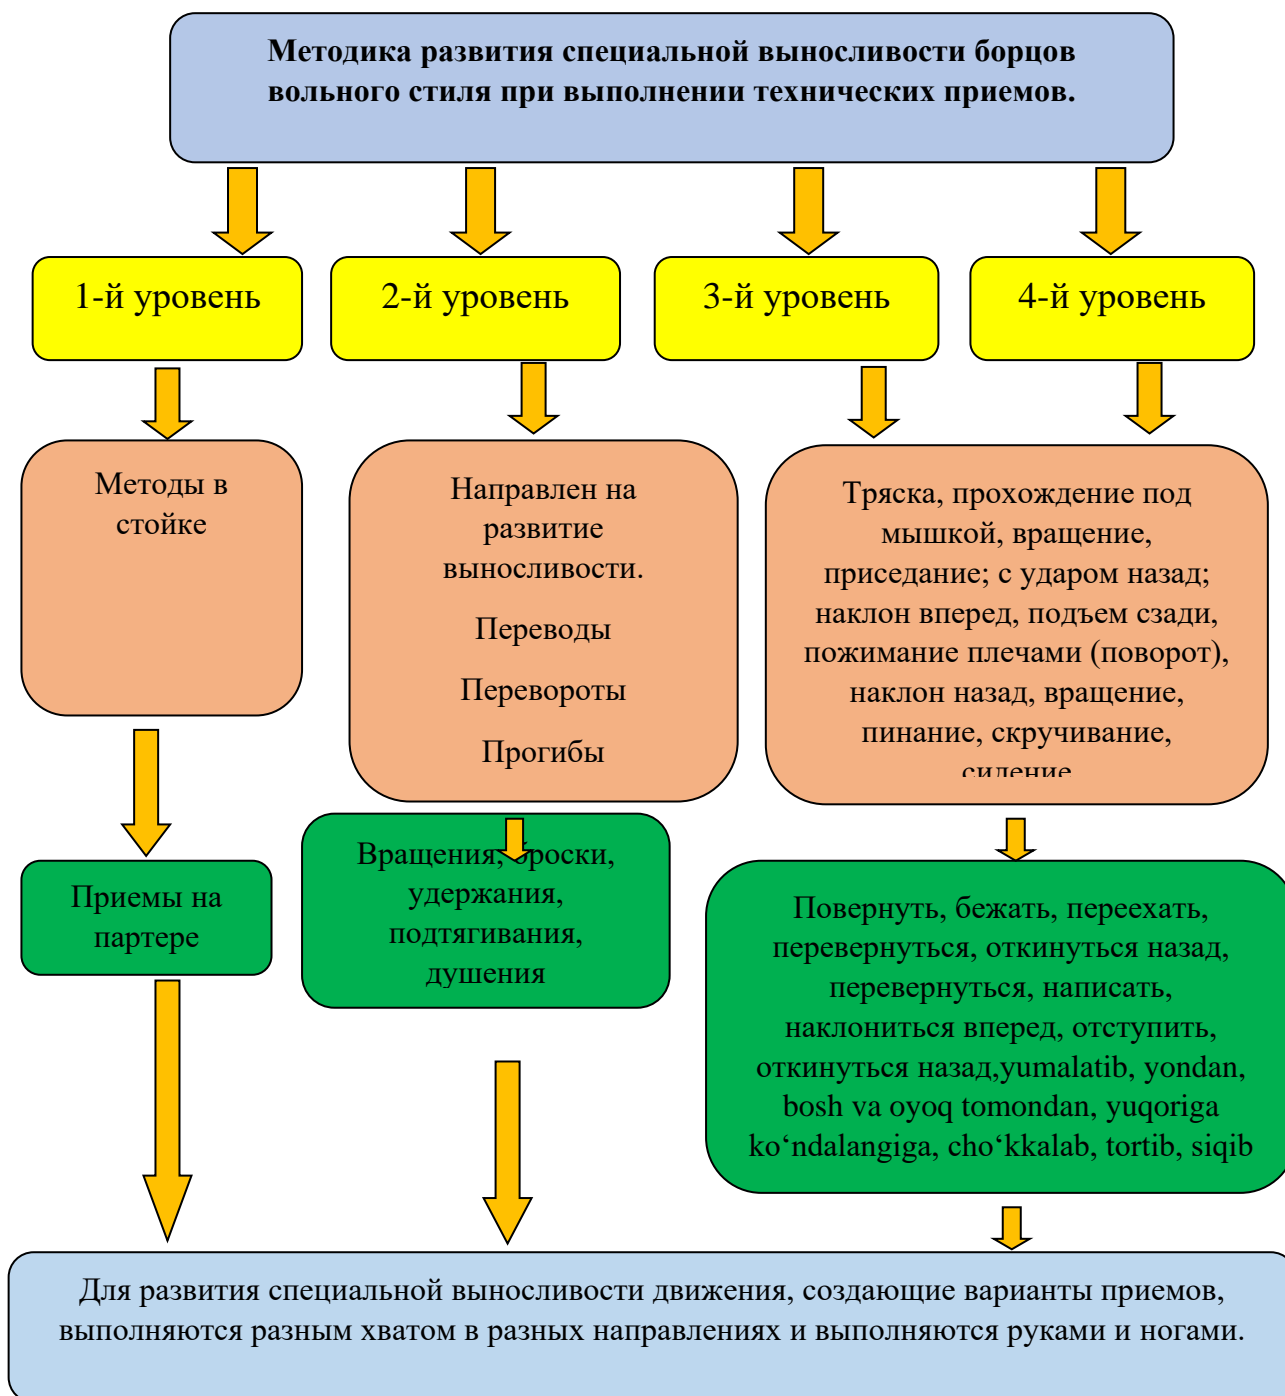 Методика развития специальной выносливости борцов
вольного стиля при выполнении технических приемов.
1-й уровень
2-й уровень
3-й уровень
4-й уровень
Методы в
стойке
Направлен на
развитие
выносливости.
Переводы
Перевороты
Прогибы
Тряска, прохождение под
мышкой, вращение,
приседание; с ударом назад;
наклон вперед, подъем сзади,
пожимание плечами (поворот),
наклон назад, вращение,
пинание, скручивание,
сидение
Приемы на
партере
Вращения, броски,
удержания,
подтягивания,
душения
Повернуть, бежать, переехать,
перевернуться, откинуться назад,
перевернуться, написать,
наклониться вперед, отступить,
откинуться назад,yumalatib, yondan,
bosh va oyoq tomondan, yuqoriga
ko‘ndalangiga, cho‘kkalab, tortib, siqib
Для развития специальной выносливости движения, создающие варианты приемов,
выполняются разным хватом в разных направлениях и выполняются руками и ногами.